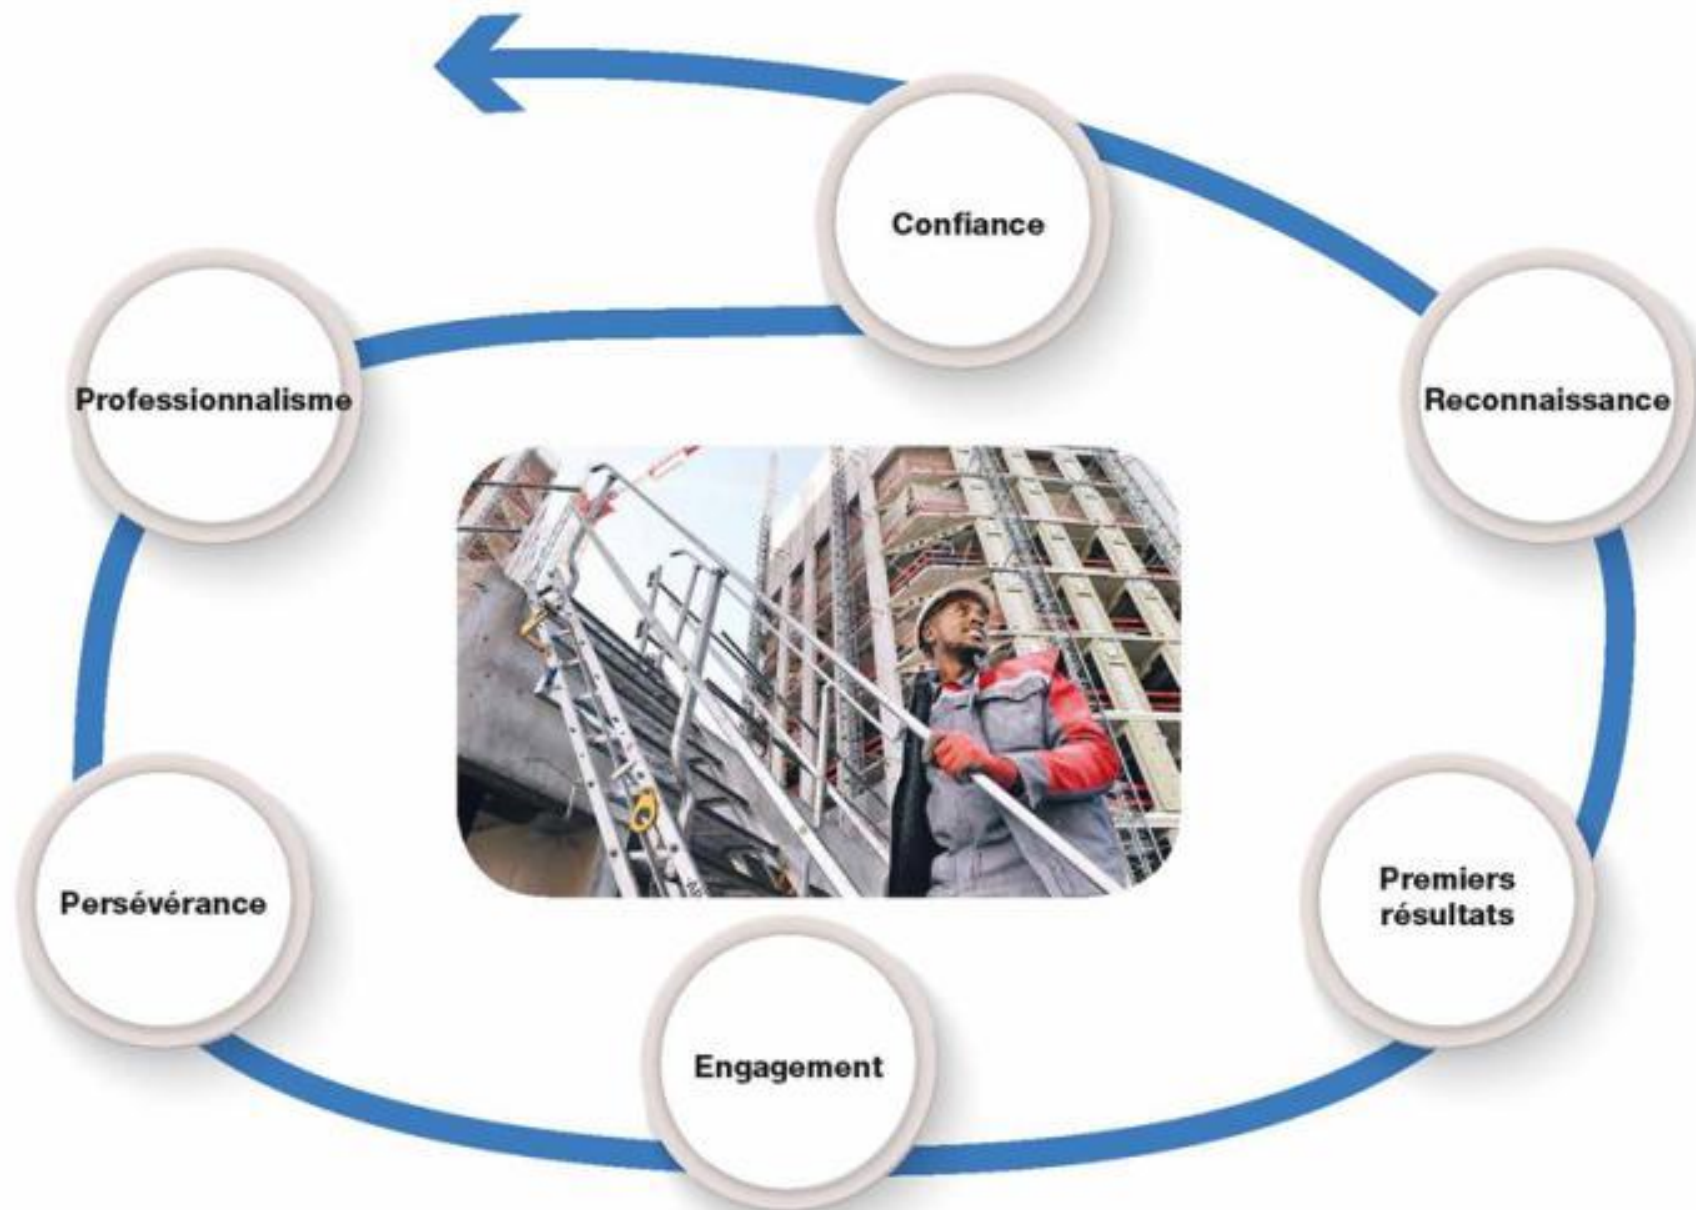 Confiance
Professionnalisme
Reconnaissance
Persévérance
Premiers
résultats
Engagement